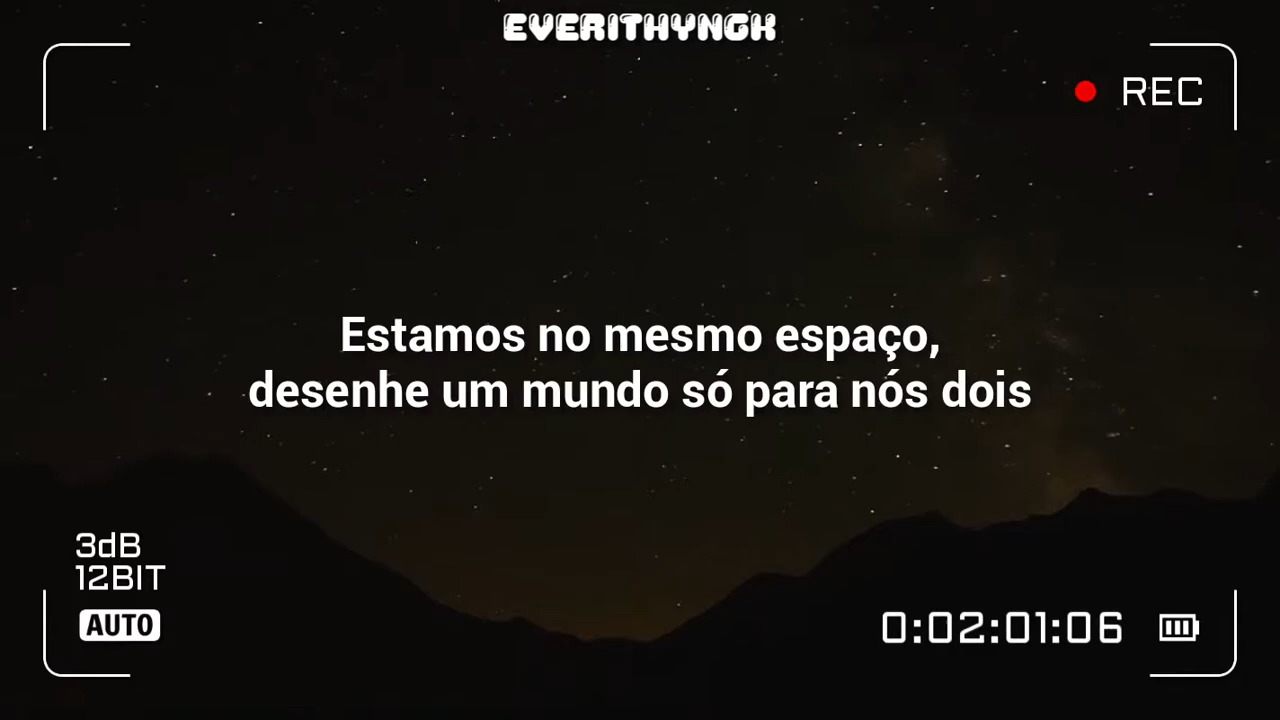 EVERITHYNGK
REC
Estamos no mesmo espaço,
desenhe um mundo só para nós dois
3dB
12BIT
AUTO
0:02:01:06